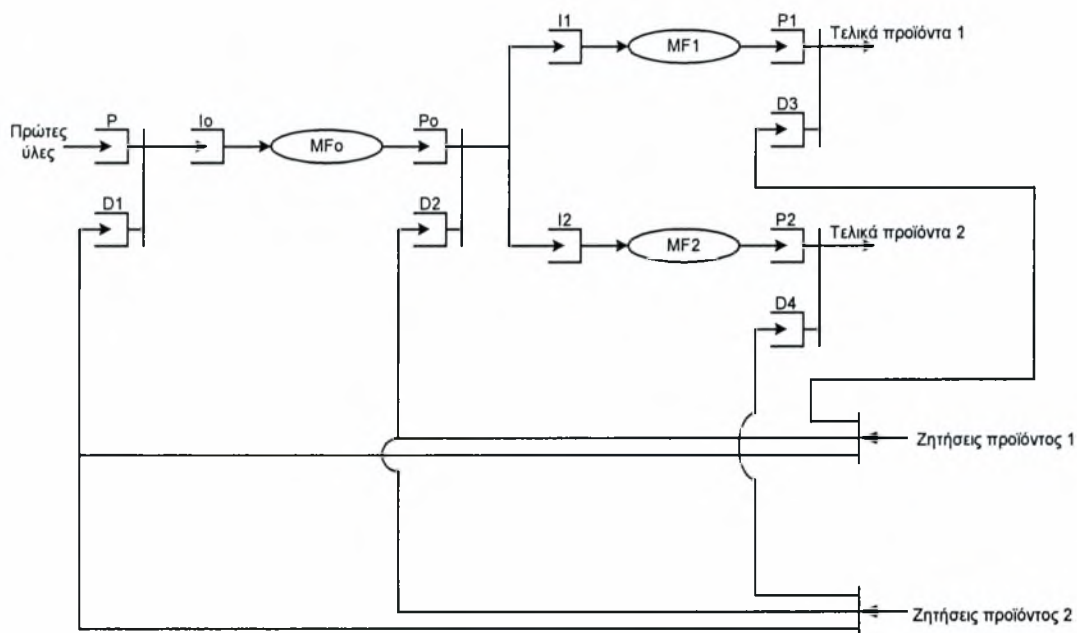 I1
P1
MF1
Τελικά προϊόντα 1
D3
P
Io
Po
Πρώτες
ύλες
MFo
D1
D2
I2
P2
MF2
Τελικά προϊόντα 2
D4
Ζητήσεις προϊόντος 1
Ζητήσεις προϊόντος 2